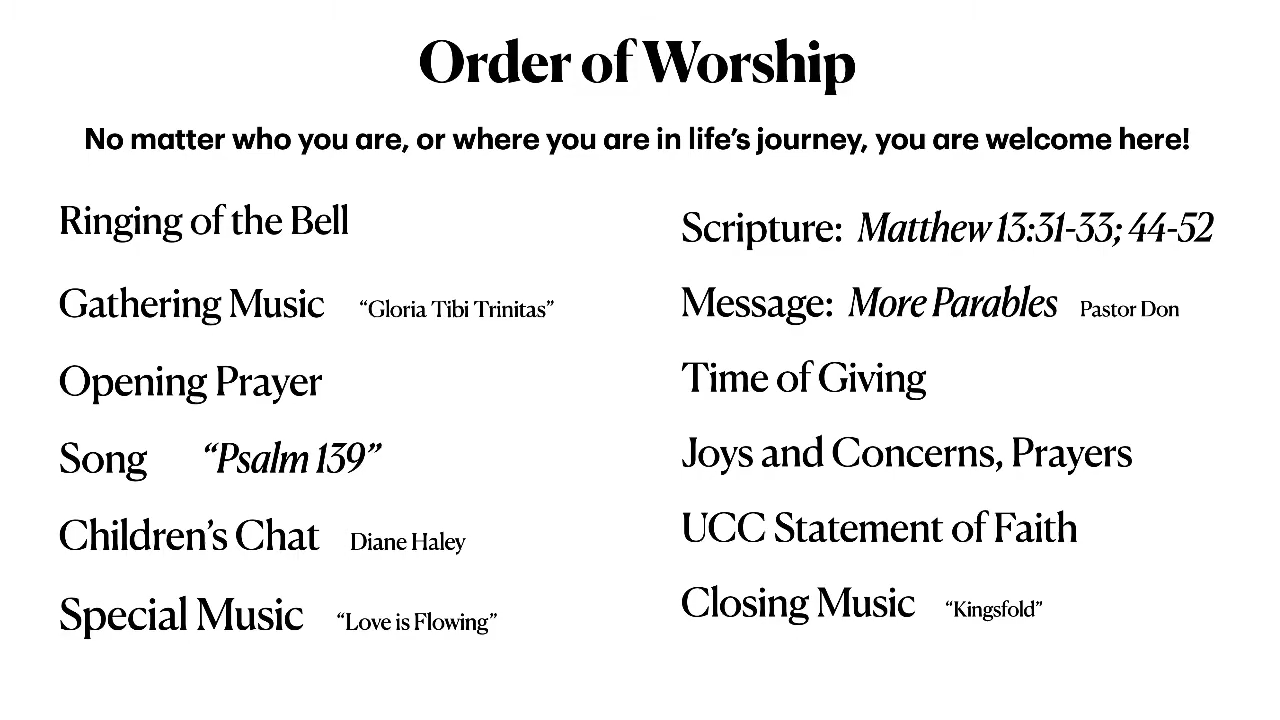 Order of Worship
No matter who you are, or where you are in life’s journey, you are welcome here!
Ringing of the Bell
Gathering Music “Gloria Tibi Trinitas”
Opening Prayer
Song “Psalm 139”
Children’s Chat Diane Haley
Special Music “Love is Flowing”
Scripture: Matthew 13:31-33; 44-52
Message: More Parables Pastor Don
Time of Giving
Joys and Concerns, Prayers
UCC Statement of Faith
Closing Music “Kingsfold”